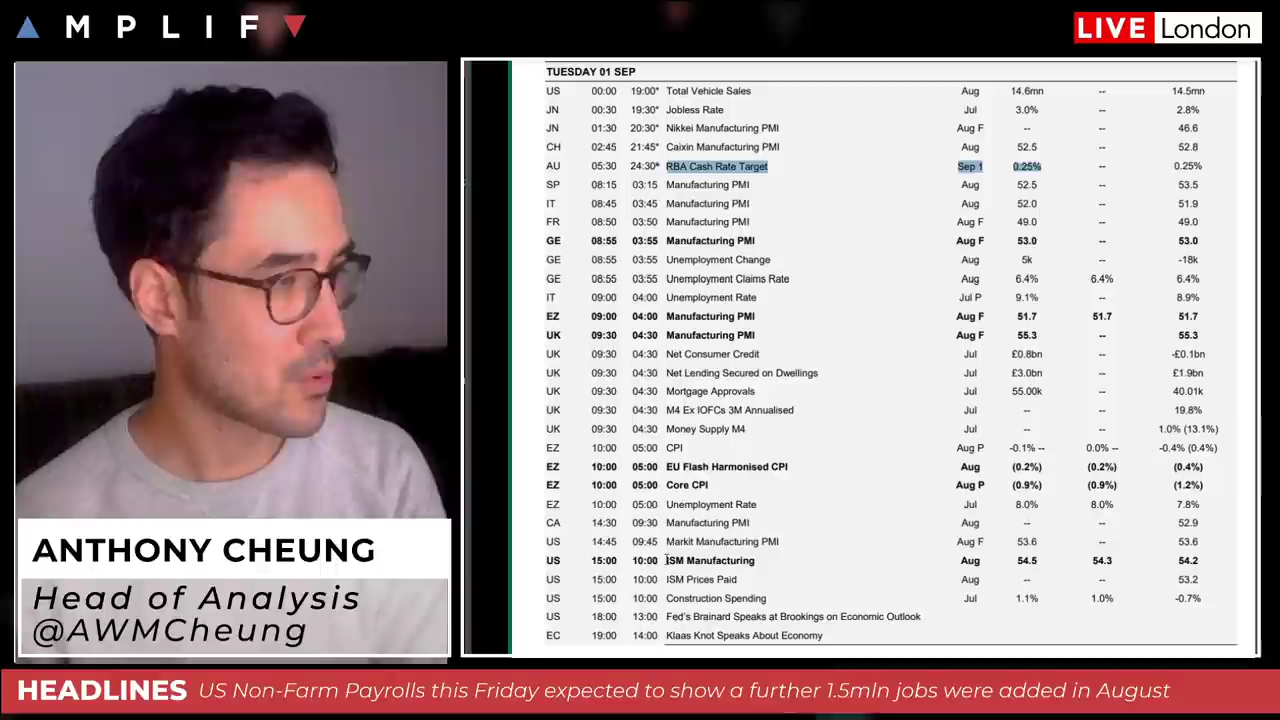 AMPLIFY
LIVE London
TUESDAY 01 SEP
US 00:00 19:00* Total Vehicle Sales Aug 14.6mn -- 14.5mn
JN 00:30 19:30* Jobless Rate Jul 3.0% -- 2.8%
JN 01:30 20:30* Nikkei Manufacturing PMI Aug F -- -- 46.6
CH 02:45 21:45* Caixin Manufacturing PMI Aug 52.5 -- 52.8
AU 05:30 24:30* RBA Cash Rate Target Sep 1 0.25% -- 0.25%
SP 08:15 03:15 Manufacturing PMI Aug 52.5 -- 53.5
IT 08:45 03:45 Manufacturing PMI Aug 52.0 -- 51.9
FR 08:50 03:50 Manufacturing PMI Aug F 49.0 -- 49.0
GE 08:55 03:55 Manufacturing PMI Aug F 53.0 -- 53.0
GE 08:55 03:55 Unemployment Change Aug 5k -- -18k
GE 08:55 03:55 Unemployment Claims Rate Aug 6.4% 6.4% 6.4%
IT 09:00 04:00 Unemployment Rate Jul P 9.1% -- 8.9%
EZ 09:00 04:00 Manufacturing PMI Aug F 51.7 51.7 51.7
UK 09:30 04:30 Manufacturing PMI Aug F 55.3 -- 55.3
UK 09:30 04:30 Net Consumer Credit Jul £0.8bn -- -£0.1bn
UK 09:30 04:30 Net Lending Secured on Dwellings Jul £3.0bn -- £1.9bn
UK 09:30 04:30 Mortgage Approvals Jul 55.00k -- 40.01k
UK 09:30 04:30 M4 Ex IOFCs 3M Annualised Jul -- -- 19.8%
UK 09:30 04:30 Money Supply M4 Jul -- -- 1.0% (13.1%)
EZ 10:00 05:00 CPI Aug P -0.1% -- 0.0% -- -0.4% (0.4%)
EZ 10:00 05:00 EU Flash Harmonised CPI Aug (0.2%) (0.2%) (0.4%)
EZ 10:00 05:00 Core CPI Aug P (0.9%) (0.9%) (1.2%)
EZ 10:00 05:00 Unemployment Rate Jul 8.0% 8.0% 7.8%
CA 14:30 09:30 Manufacturing PMI Aug -- -- 52.9
US 14:45 09:45 Markit Manufacturing PMI Aug F 53.6 -- 53.6
US 15:00 10:00 ISM Manufacturing Aug 54.5 54.3 54.2
US 15:00 10:00 ISM Prices Paid Aug -- -- 53.2
US 15:00 10:00 Construction Spending Jul 1.1% 1.0% -0.7%
US 18:00 13:00 Fed's Brainard Speaks at Brookings on Economic Outlook
EC 19:00 14:00 Klaas Knot Speaks About Economy
ANTHONY CHEUNG
Head of Analysis
@AWMCheung
HEADLINES US Non-Farm Payrolls this Friday expected to show a further 1.5mln jobs were added in August